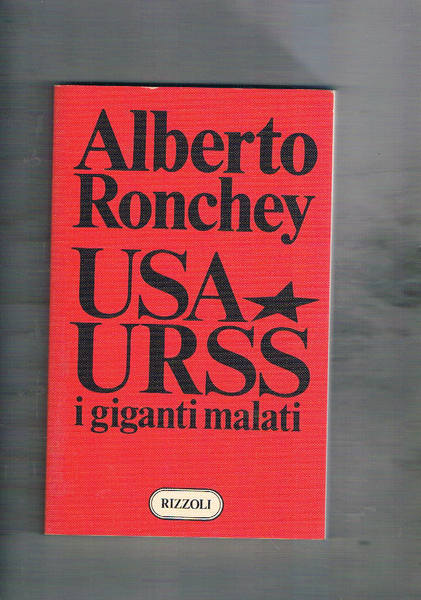 Alberto
Ronchey
USA
URSS
i giganti malati
RIZZOLI